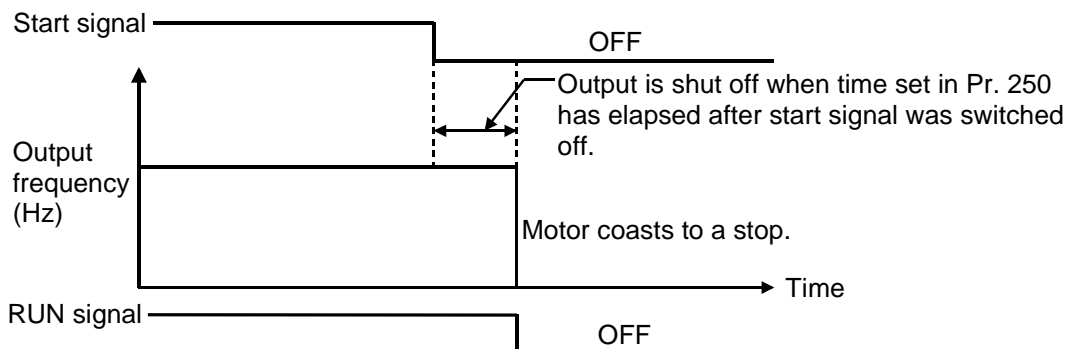 Start signal
OFF
Output is shut off when time set in Pr. 250
has elapsed after start signal was switched
off.
Output
frequency
(Hz)
Motor coasts to a stop.
Time
RUN signal
OFF